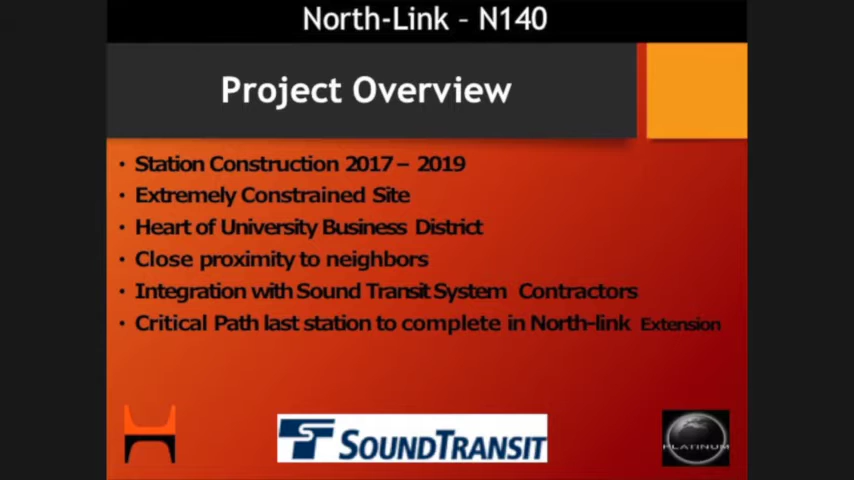 North-Link – N140
Project Overview
• Station Construction 2017 – 2019
• Extremely Constrained Site
• Heart of University Business District
• Close proximity to neighbors
• Integration with Sound Transit System Contractors
• Critical Path last station to complete in North-link Extension
SOUNDTRANSIT
PLATINUM